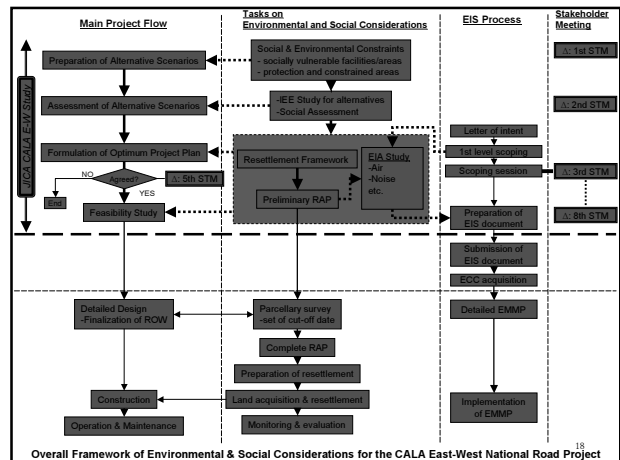 Main Project Flow
Tasks on
Environmental and Social Considerations
EIS Process
Stakeholder
Meeting
JICA CALA E-W Study
Preparation of Alternative Scenarios
Social & Environmental Constraints
- socially vulnerable facilities/areas
- protection and constrained areas
Δ: 1st STM
Assessment of Alternative Scenarios
-IEE Study for alternatives
-Social Assessment
Δ: 2nd STM
Letter of intent
Formulation of Optimum Project Plan
Resettlement Framework
EIA Study
-Air
-Noise
etc.
1st level scoping
Scoping session
Δ: 3rd STM
NO
Agreed?
Δ: 5th STM
YES
End
Preliminary RAP
Feasibility Study
Preparation of
EIS document
Δ: 8th STM
Submission of
EIS document
ECC acquisition
Detailed Design
-Finalization of ROW
Parcellary survey
-set of cut-off date
Detailed EMMP
Complete RAP
Preparation of resettlement
Construction
Land acquisition & resettlement
Implementation
of EMMP
Operation & Maintenance
Monitoring & evaluation
18
Overall Framework of Environmental & Social Considerations for the CALA East-West National Road Project